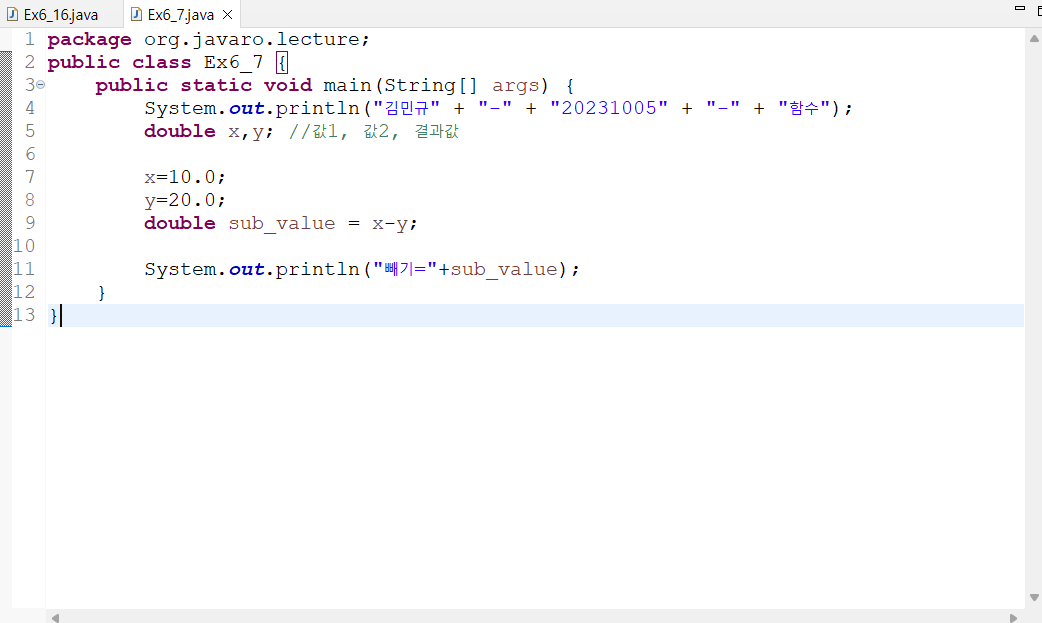 Ex6_16.java Ex6_7.java
1 package org.javaro.lecture;
2 public class Ex6_7 {
3 public static void main(String[] args) {
4 System.out.println("김민규" + "-" + "20231005" + "-" + "함수");
5 double x,y; //값1, 값2, 결과값
6
7 x=10.0;
8 y=20.0;
9 double sub_value = x-y;
10
11 System.out.println("빼기="+sub_value);
12 }
13 }